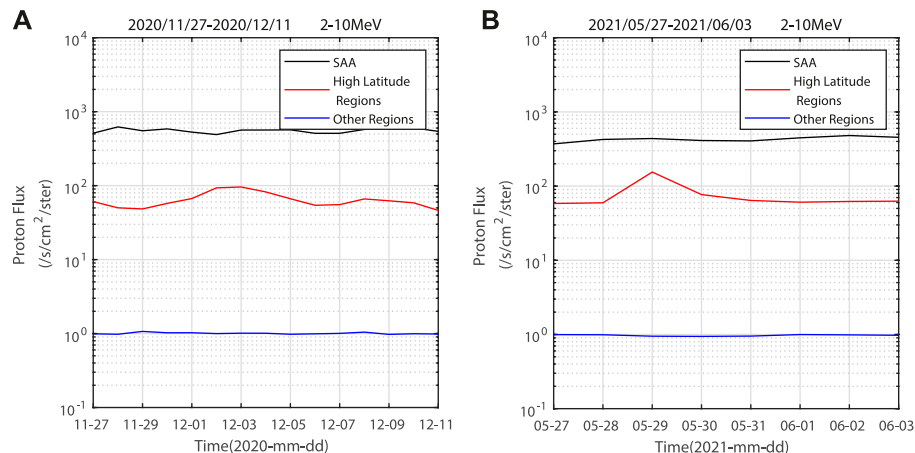 A
2020/11/27-2020/12/11 2-10MeV
10^4
10^3
10^2
10^1
10^0
10^-1
Proton Flux
(/s/cm^2/ster)
SAA
High Latitude
Regions
Other Regions
11-27 11-29 12-01 12-03 12-05 12-07 12-09 12-11
Time(2020-mm-dd)
B
2021/05/27-2021/06/03 2-10MeV
10^4
10^3
10^2
10^1
10^0
10^-1
Proton Flux
(/s/cm^2/ster)
SAA
High Latitude
Regions
Other Regions
05-27 05-28 05-29 05-30 05-31 06-01 06-02 06-03
Time(2021-mm-dd)